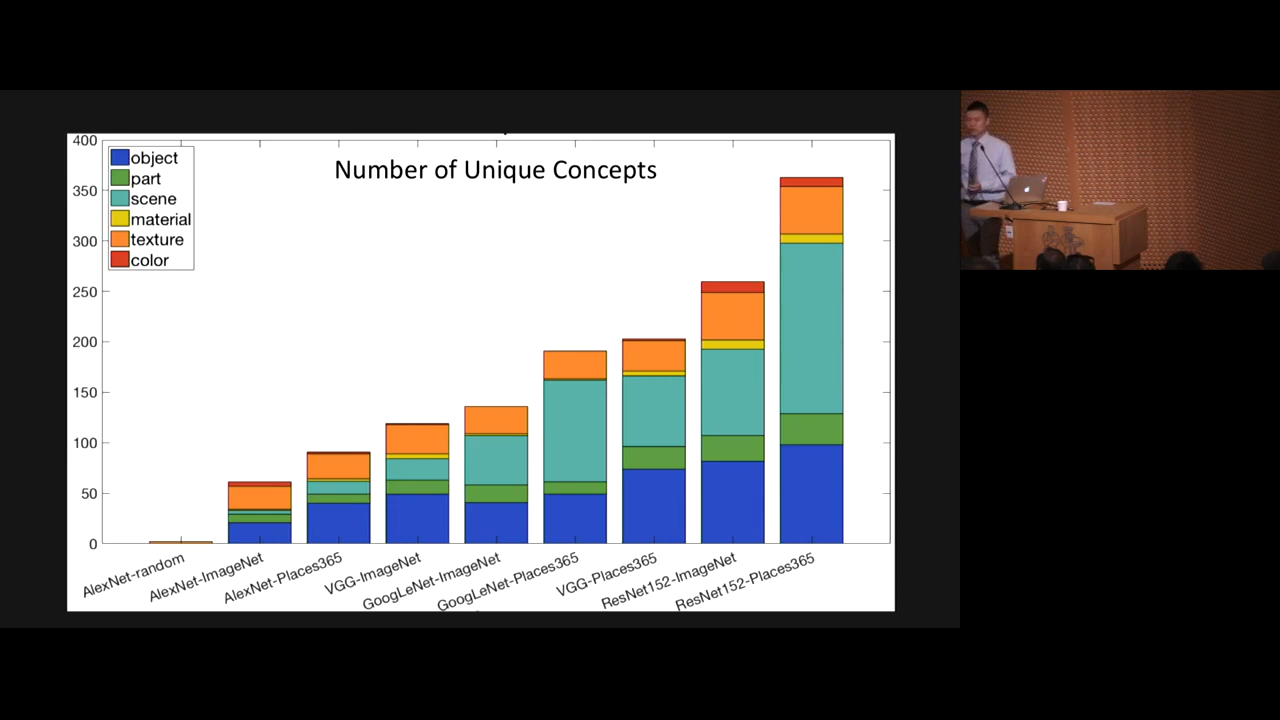 Number of Unique Concepts
400
350
300
250
200
150
100
50
0
object
part
scene
material
texture
color
AlexNet-random
AlexNet-ImageNet
AlexNet-Places365
VGG-ImageNet
GoogLeNet-ImageNet
GoogLeNet-Places365
VGG-Places365
ResNet152-ImageNet
ResNet152-Places365